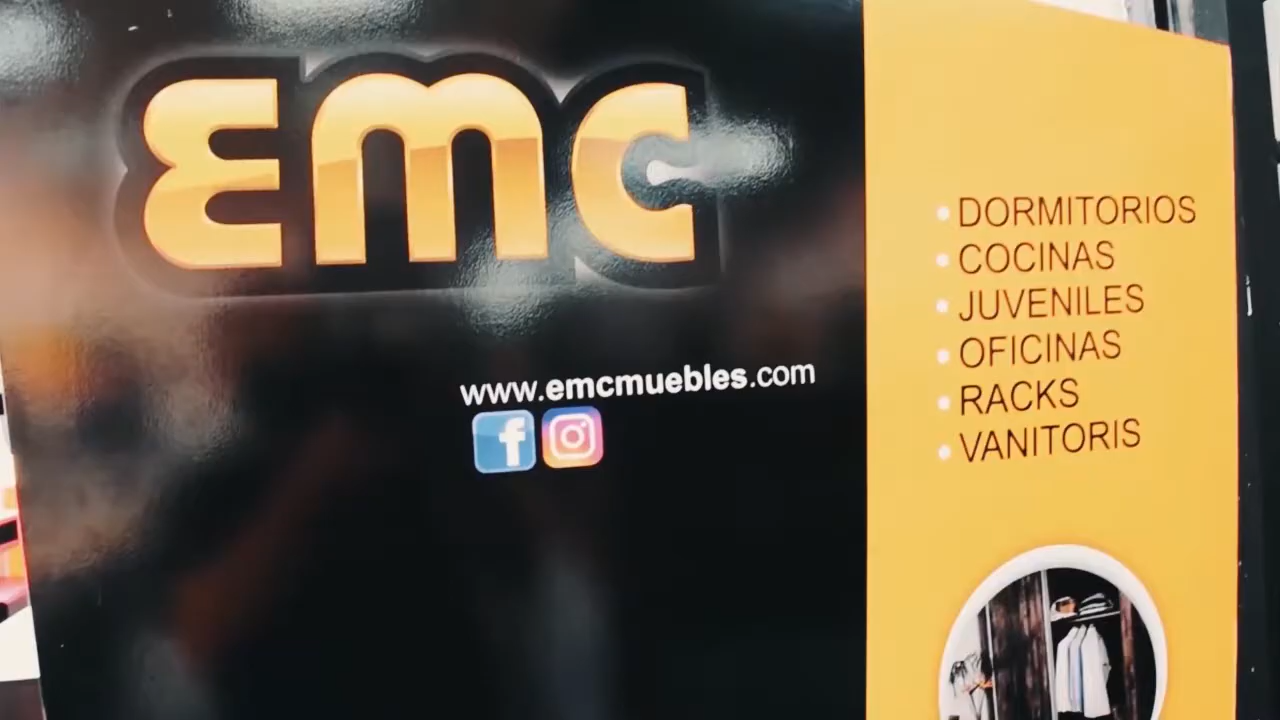 EMC
www.emcmuebles.com
• DORMITORIOS
• COCINAS
• JUVENILES
• OFICINAS
• RACKS
• VANITORIS